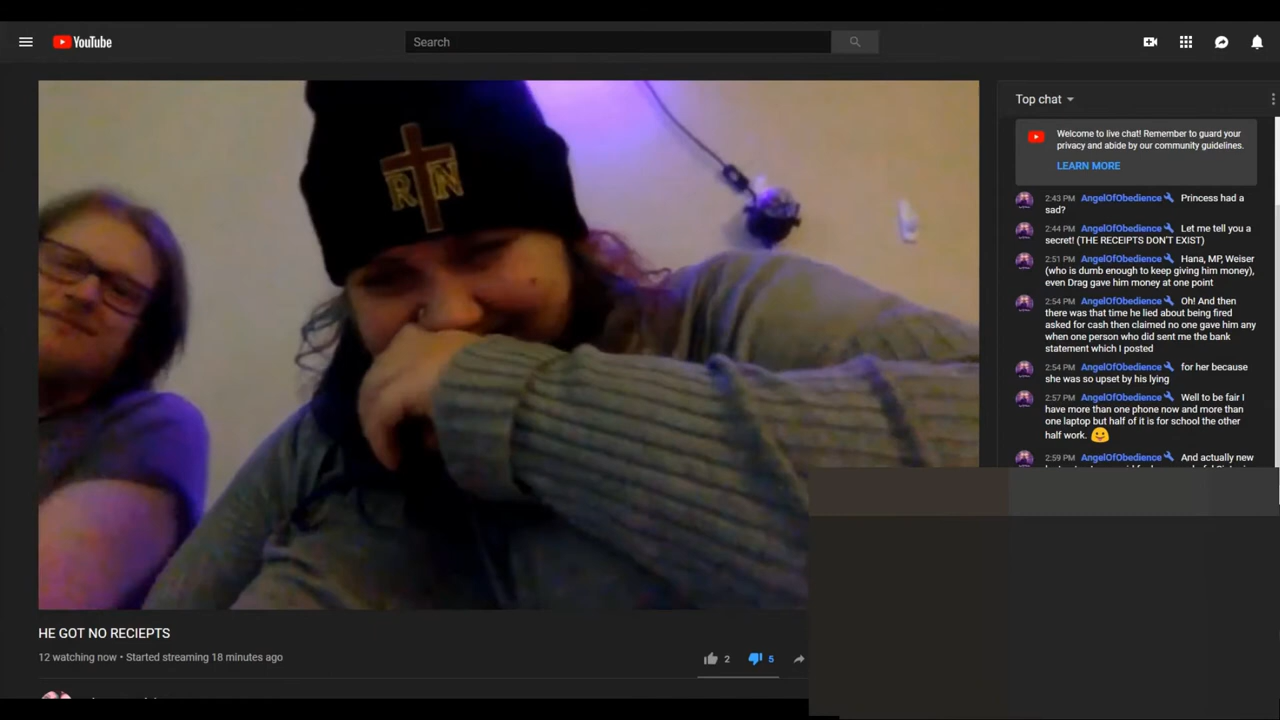 YouTube
Search
Top chat
Welcome to live chat! Remember to guard your
privacy and abide by our community guidelines.
LEARN MORE
2:43 PM AngelOfObedience Princess had a
sad?
2:44 PM AngelOfObedience Let me tell you a
secret! (THE RECEIPTS DON'T EXIST)
2:51 PM AngelOfObedience Hana, MP, Weiser
(who is dumb enough to keep giving him money),
even Drag gave him money at one point
2:54 PM AngelOfObedience Oh! And then
there was that time he lied about being fired
asked for cash then claimed no one gave him any
when one person who did sent me the bank
statement which I posted
2:54 PM AngelOfObedience for her because
she was so upset by his lying
2:57 PM AngelOfObedience Well to be fair I
have more than one phone now and more than
one laptop but half of it is for school the other
half work.
2:59 PM AngelOfObedience And actually new
R N
HE GOT NO RECIEPTS
12 watching now • Started streaming 18 minutes ago
2 5